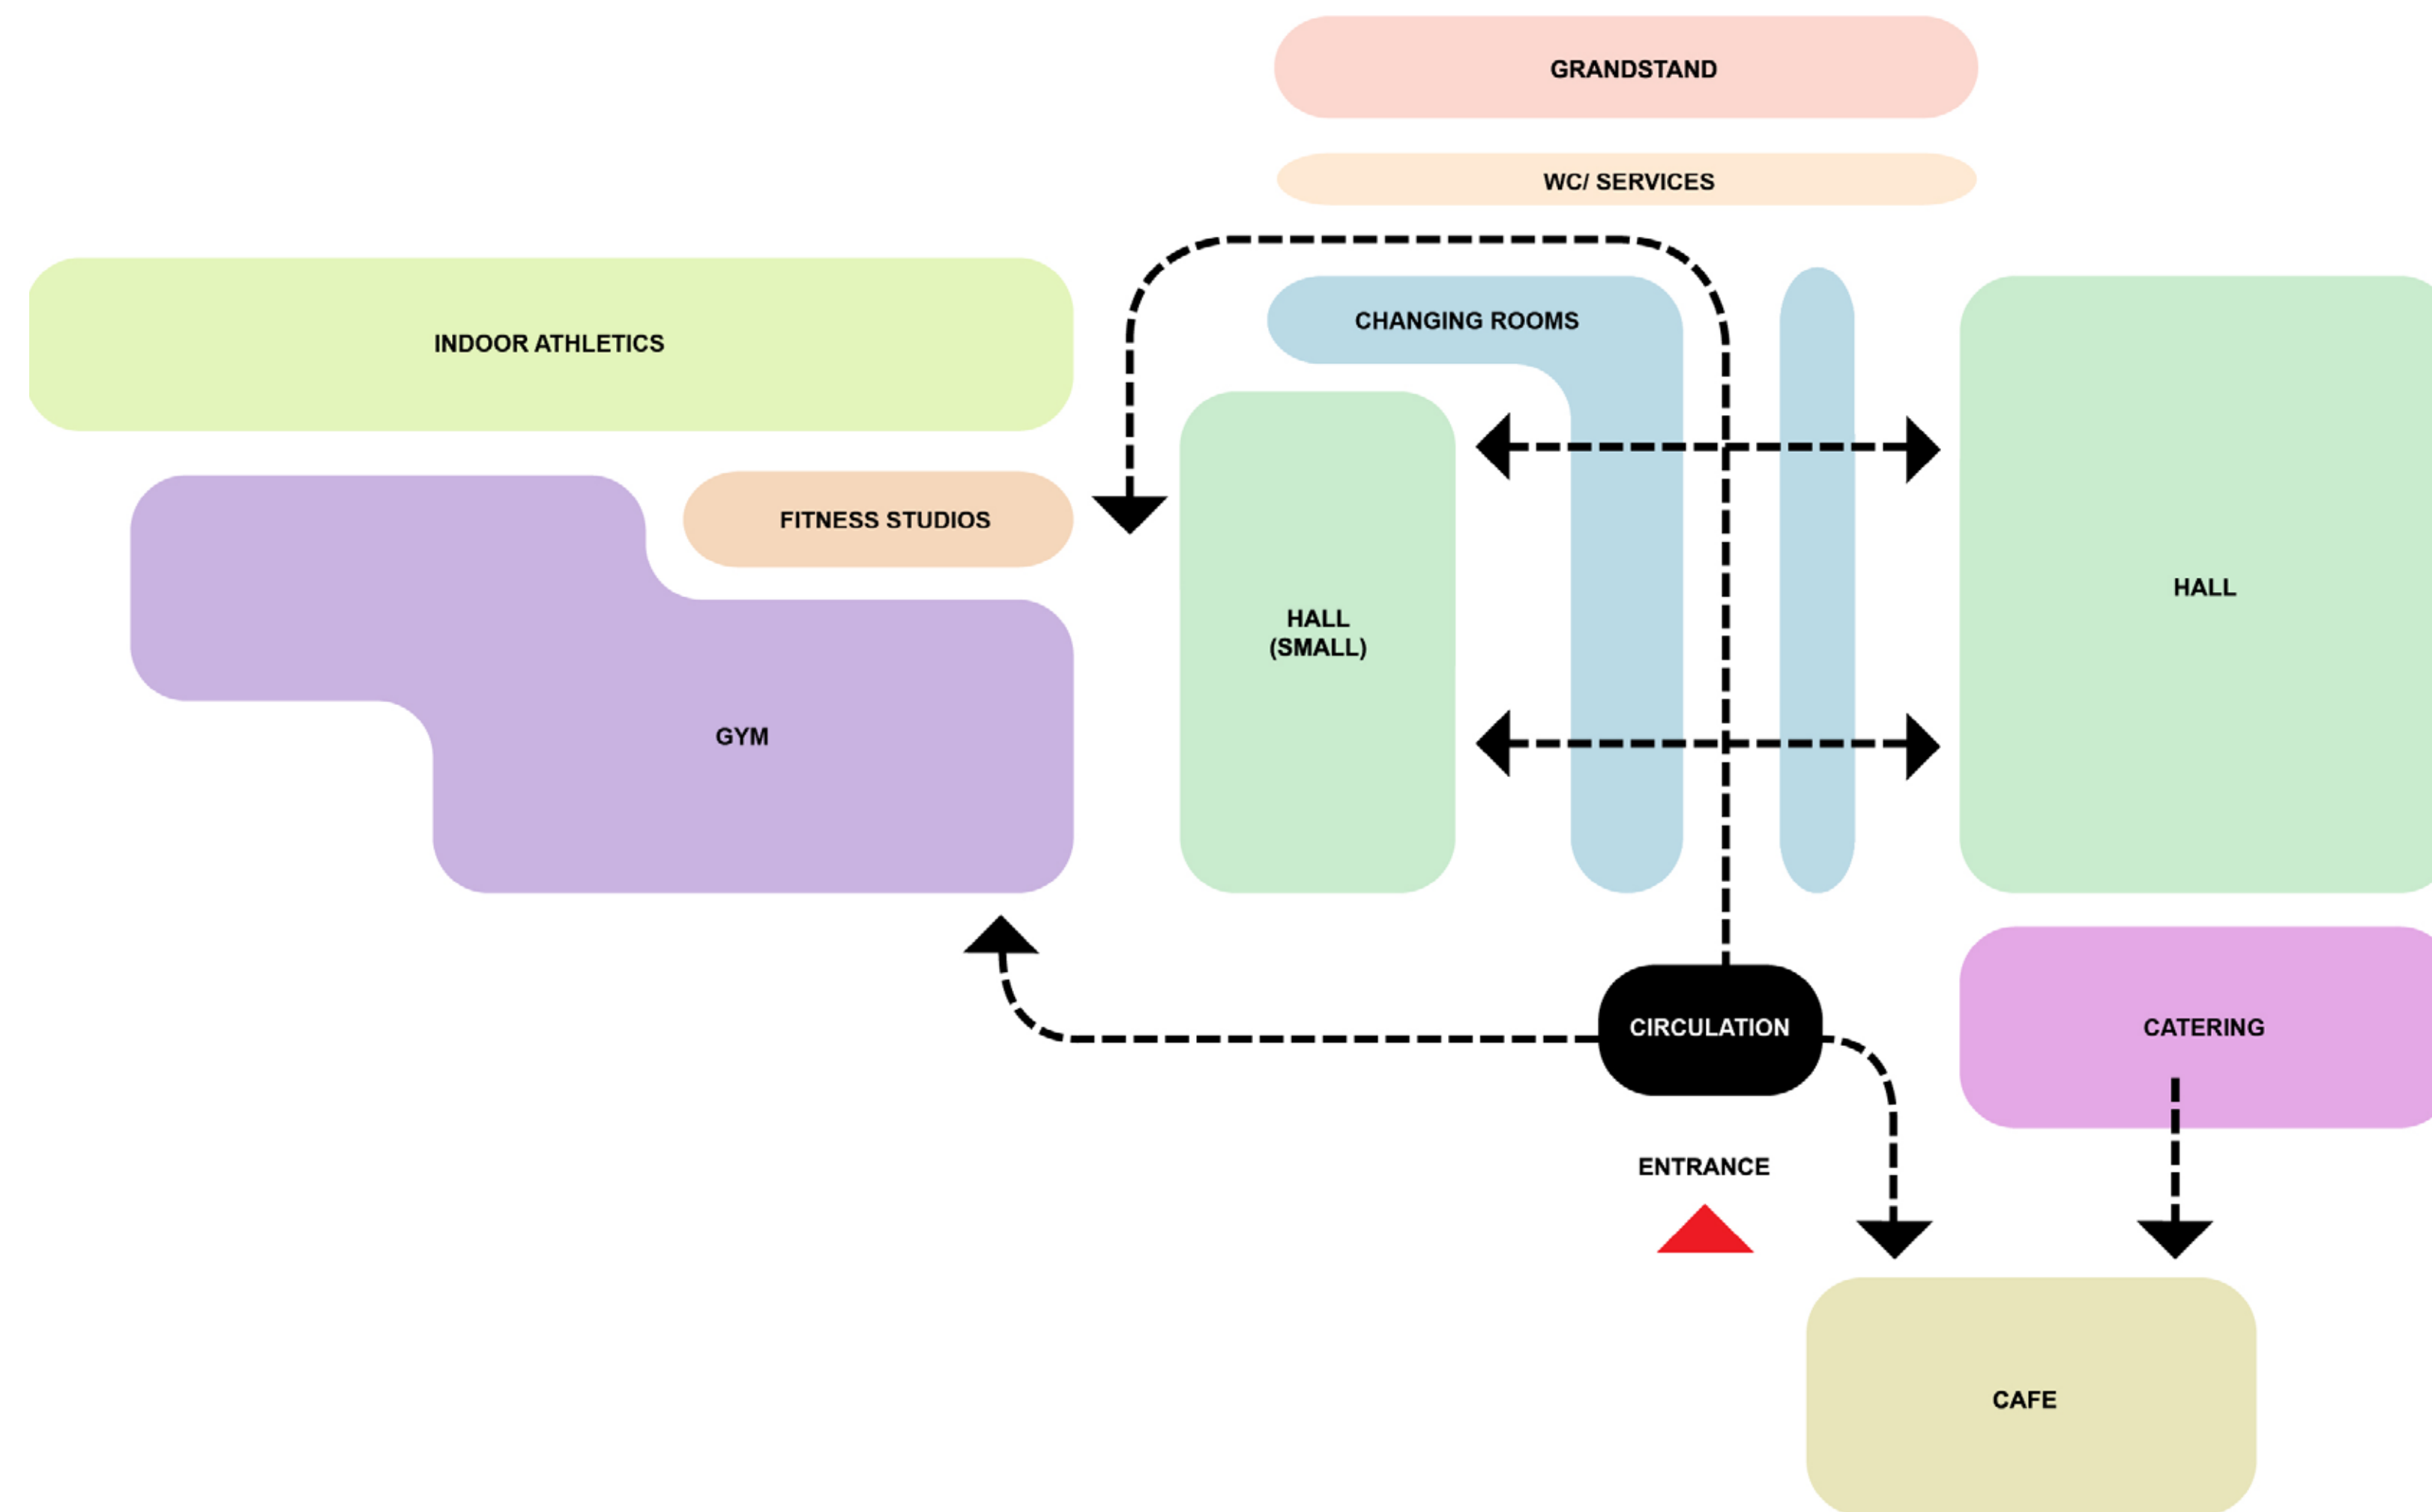 GRANDSTAND
WC/ SERVICES
CHANGING ROOMS
INDOOR ATHLETICS
FITNESS STUDIOS
HALL
HALL
(SMALL)
GYM
CIRCULATION
CATERING
ENTRANCE
CAFE